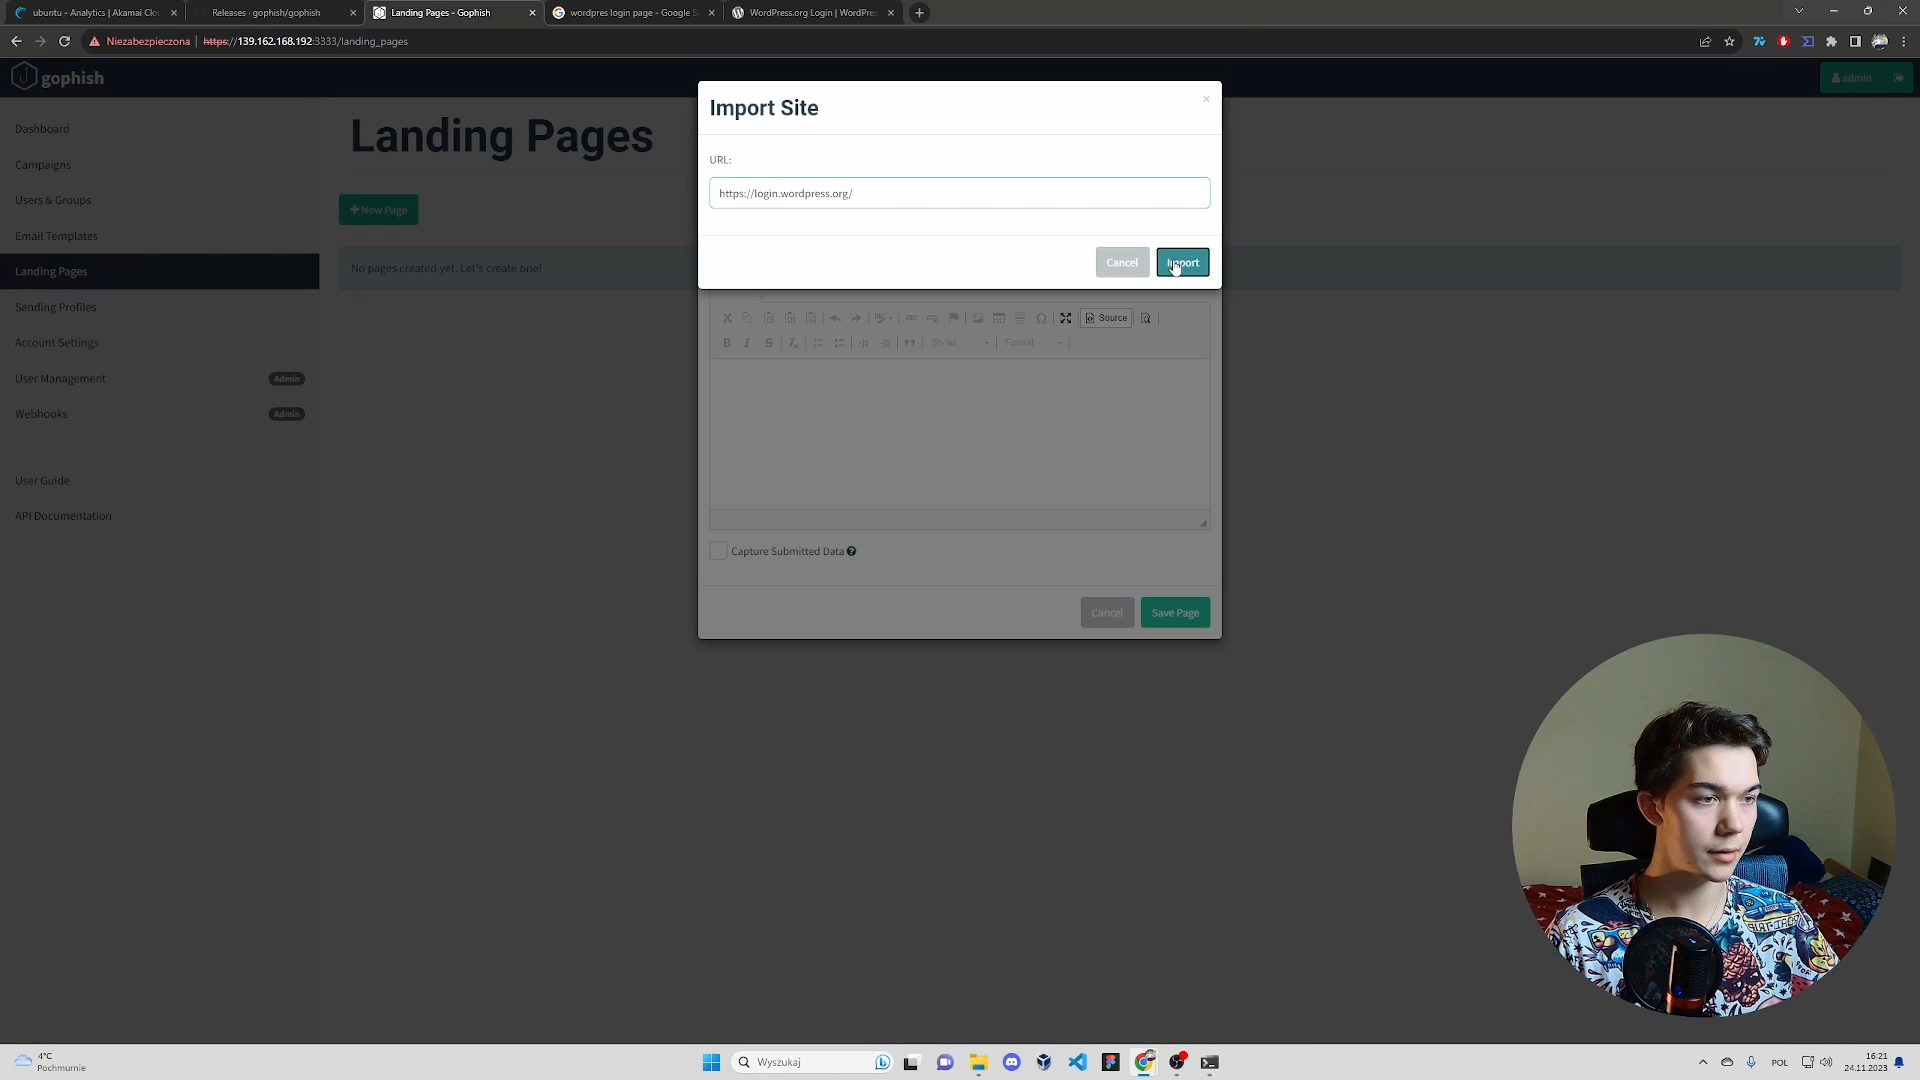 ubuntu - Analytics | Akamai Clo
Releases · gophish/gophish
Landing Pages - Gophish
wordpres login page - Google S
WordPress.org Login | WordPre
Niezabezpieczona
https://139.162.168.192:3333/landing_pages
gophish
admin
Dashboard
Campaigns
Users & Groups
Email Templates
Landing Pages
Sending Profiles
Account Settings
User Management Admin
Webhooks Admin
User Guide
API Documentation
Landing Pages
New Page
No pages created yet. Let's create one!
Import Site
URL:
https://login.wordpress.org/
Cancel
Import
Source
B I S
Styles
Format
Capture Submitted Data
Cancel
Save Page
4°C
Pochmurnie
Wyszukaj
POL
16:21
24.11.2023